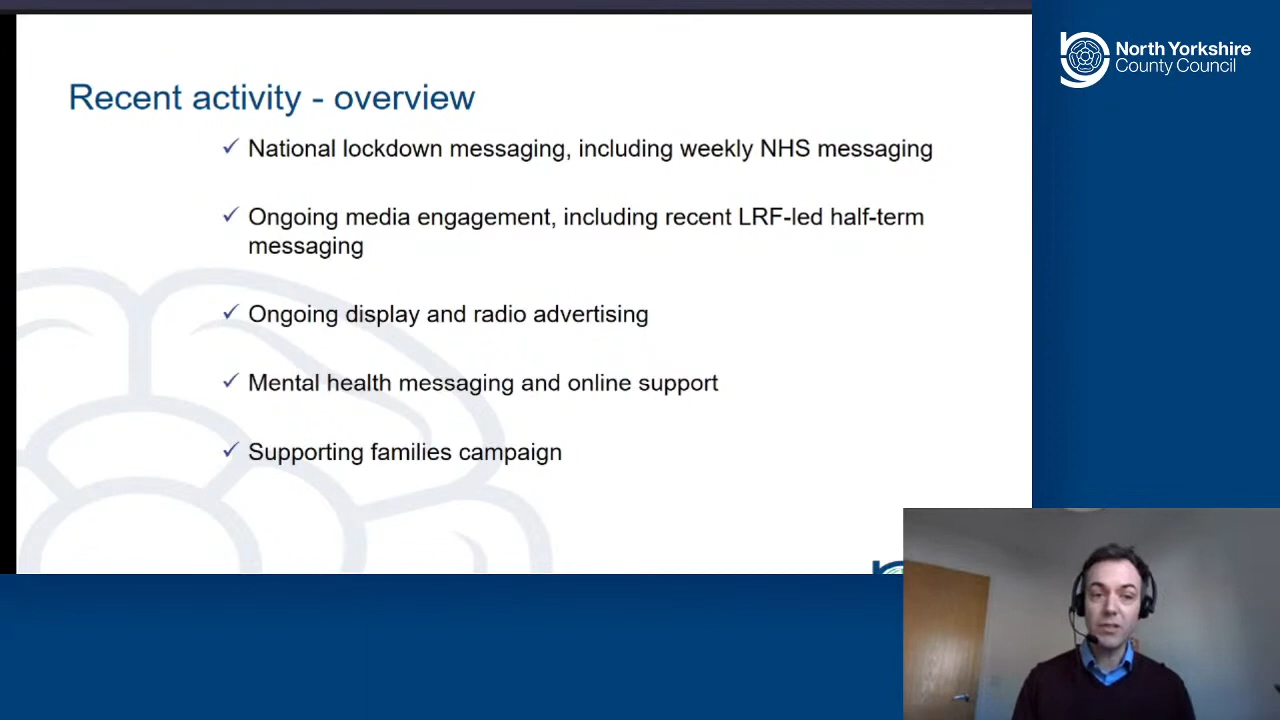 North Yorkshire
County Council
Recent activity - overview
✓ National lockdown messaging, including weekly NHS messaging
✓ Ongoing media engagement, including recent LRF-led half-term
messaging
✓ Ongoing display and radio advertising
✓ Mental health messaging and online support
✓ Supporting families campaign